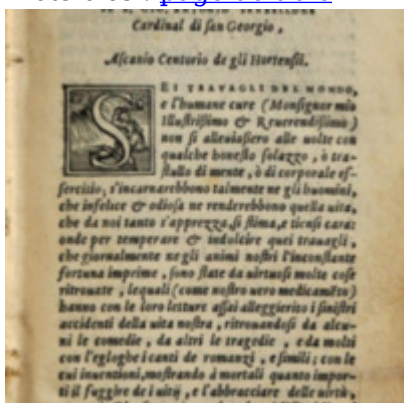 Cardinal di san Georgio,
Ascanio Centorio de gli Hortensii.
SEI TRAVAGLI DEL MONDO,
e l'humane cure (Monsignor mio
Illustrissimo & Reuerendissimo)
non si alleuiassero alle uolte con
qualche honesto solazzo, ò tra-
stullo di mente, ò di corporale es-
sercitio, s'incarnarebbono talmente ne gli huomini,
che infelice & odiosa ne renderebbono quella uita,
che da noi tanto s'apprezza, si stima, e tiensi cara:
onde per temperare & indolcire quei trauagli,
che giornalmente ne gli animi nostri l'inconstante
fortuna imprime, sono state da uirtuosi molte cose
ritrouate, lequali (come nostro uero medicamẽto)
hanno con le loro letture assai alleggierito i sinistri
accidenti della uita nostra, ritrouandosi da alcu-
ni le comedie, da altri le tragedie, e da molti
con l'egloghe i canti de romanzi, e simili; con le
cui inuentioni, mostrando à mortali quanto impor-
ti il fuggire de i uitij, e l'abbracciare delle uirtù,